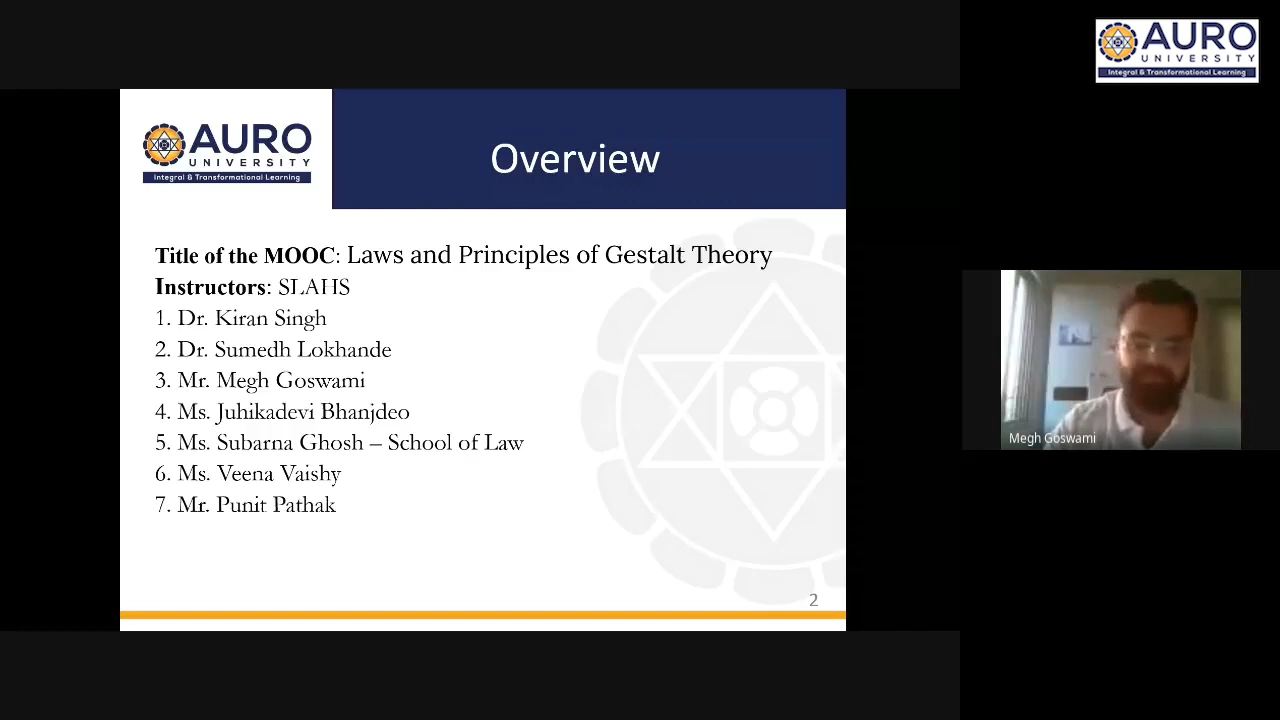 AURO
UNIVERSITY
Integral & Transformational Learning
AURO
UNIVERSITY
Integral & Transformational Learning
Overview
Title of the MOOC: Laws and Principles of Gestalt Theory
Instructors: SLAHS
1. Dr. Kiran Singh
2. Dr. Sumedh Lokhande
3. Mr. Megh Goswami
4. Ms. Juhikadevi Bhanjdeo
5. Ms. Subarna Ghosh – School of Law
6. Ms. Veena Vaishy
7. Mr. Punit Pathak
2
Megh Goswami